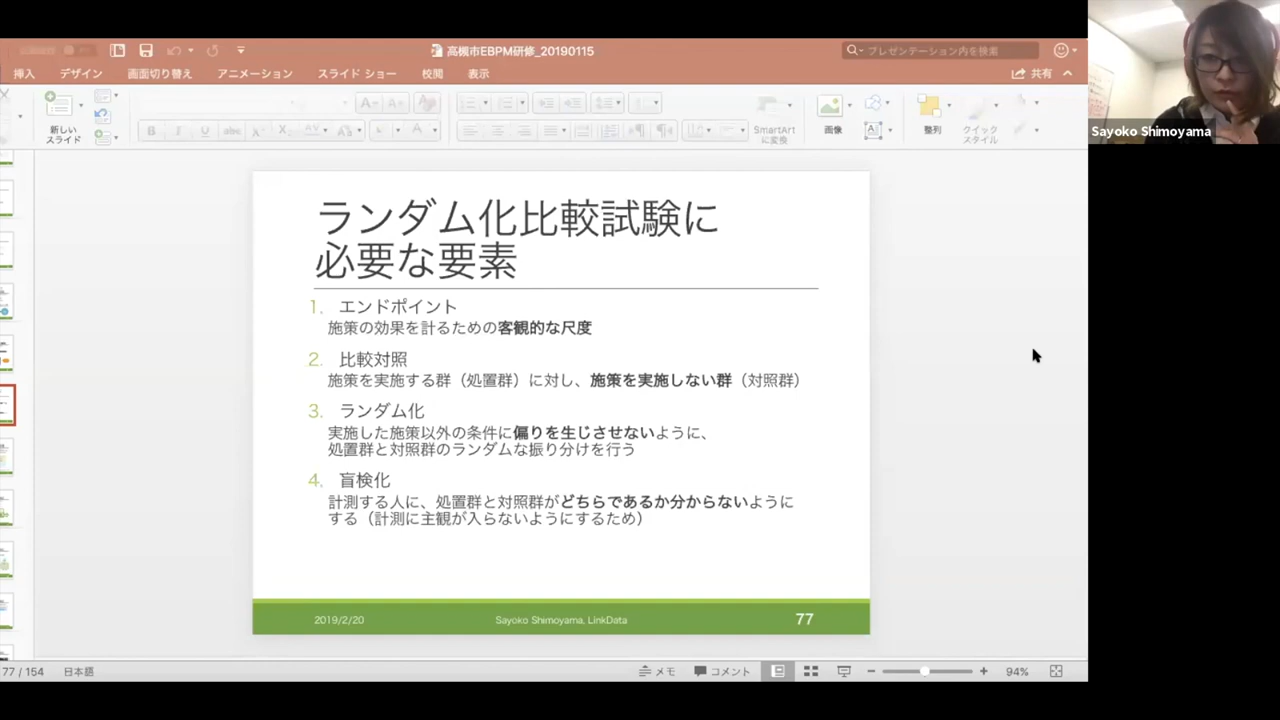 高槻市EBPM研修_20190115
プレゼンテーション内を検索
挿入 デザイン 画面切り替え アニメーション スライド ショー 校閲 表示
共有
新しい
スライド
SmartArt
に変換
画像
整列
クイック
スタイル
Sayoko Shimoyama
ランダム化比較試験に
必要な要素
1. エンドポイント
施策の効果を計るための客観的な尺度
2. 比較対照
施策を実施する群（処置群）に対し、施策を実施しない群（対照群）
3. ランダム化
実施した施策以外の条件に偏りを生じさせないように、
処置群と対照群のランダムな振り分けを行う
4. 盲検化
計測する人に、処置群と対照群がどちらであるか分からないように
する（計測に主観が入らないようにするため）
2019/2/20 Sayoko Shimoyama, LinkData 77
77 / 154 日本語 メモ コメント 94%